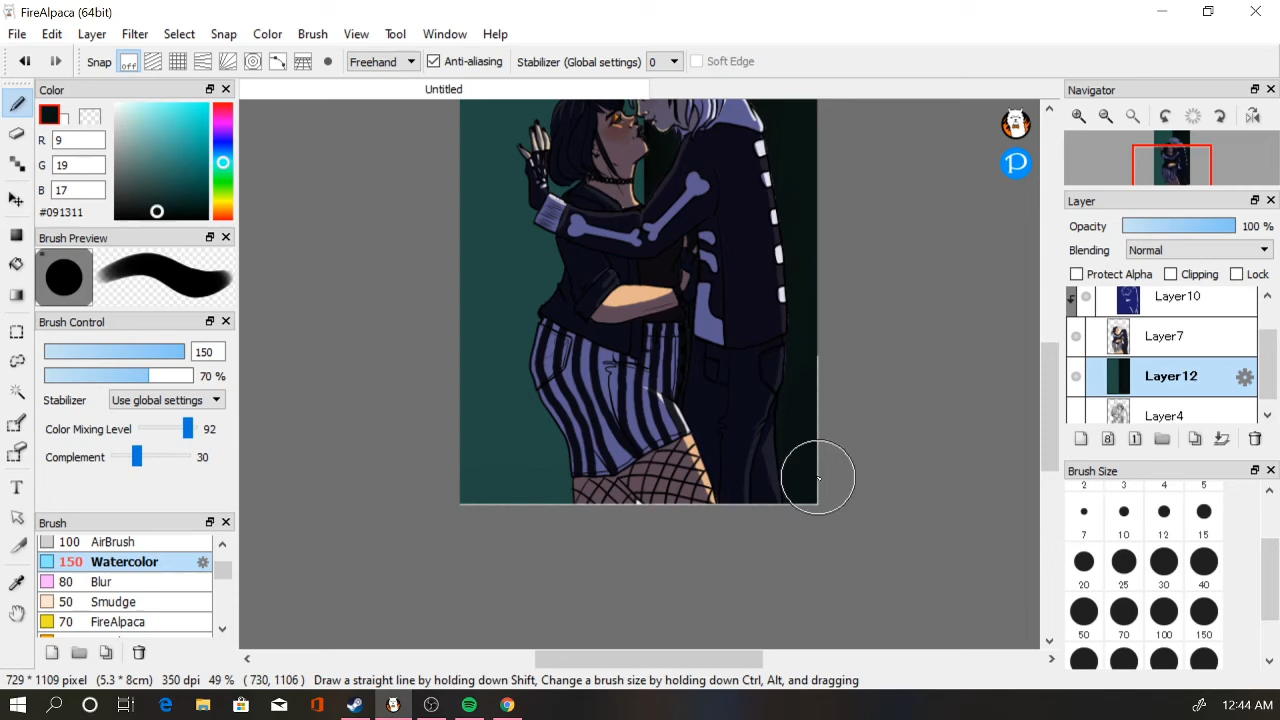 FireAlpaca (64bit)
File Edit Layer Filter Select Snap Color Brush View Tool Window Help
Snap off Freehand Anti-aliasing Stabilizer (Global settings) 0 Soft Edge
Color
R 9
G 19
B 17
#091311
Brush Preview
Brush Control
150
70 %
Stabilizer Use global settings
Color Mixing Level 92
Complement 30
Brush
100 AirBrush
150 Watercolor
80 Blur
50 Smudge
70 FireAlpaca
Untitled
P
Navigator
Layer
Opacity 100 %
Blending Normal
Protect Alpha Clipping Lock
Layer10
Layer7
Layer12
Layer4
8 1
Brush Size
2 3 4 5
7 10 12 15
20 25 30 40
50 70 100 150
729 * 1109 pixel (5.3 * 8cm) 350 dpi 49 % ( 730, 1106 ) Draw a straight line by holding down Shift, Change a brush size by holding down Ctrl, Alt, and dragging
12:44 AM